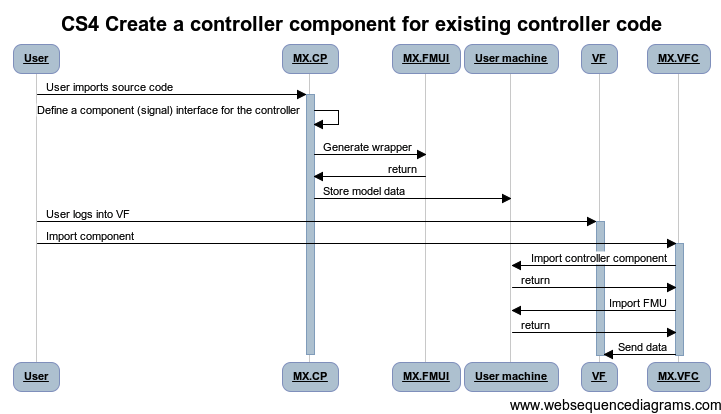 CS4 Create a controller component for existing controller code
User
MX.CP
MX.FMUI
User machine
VF
MX.VFC
User imports source code
Define a component (signal) interface for the controller
Generate wrapper
return
Store model data
User logs into VF
Import component
Import controller component
return
Import FMU
return
Send data
User
MX.CP
MX.FMUI
User machine
VF
MX.VFC
www.websequencediagrams.com